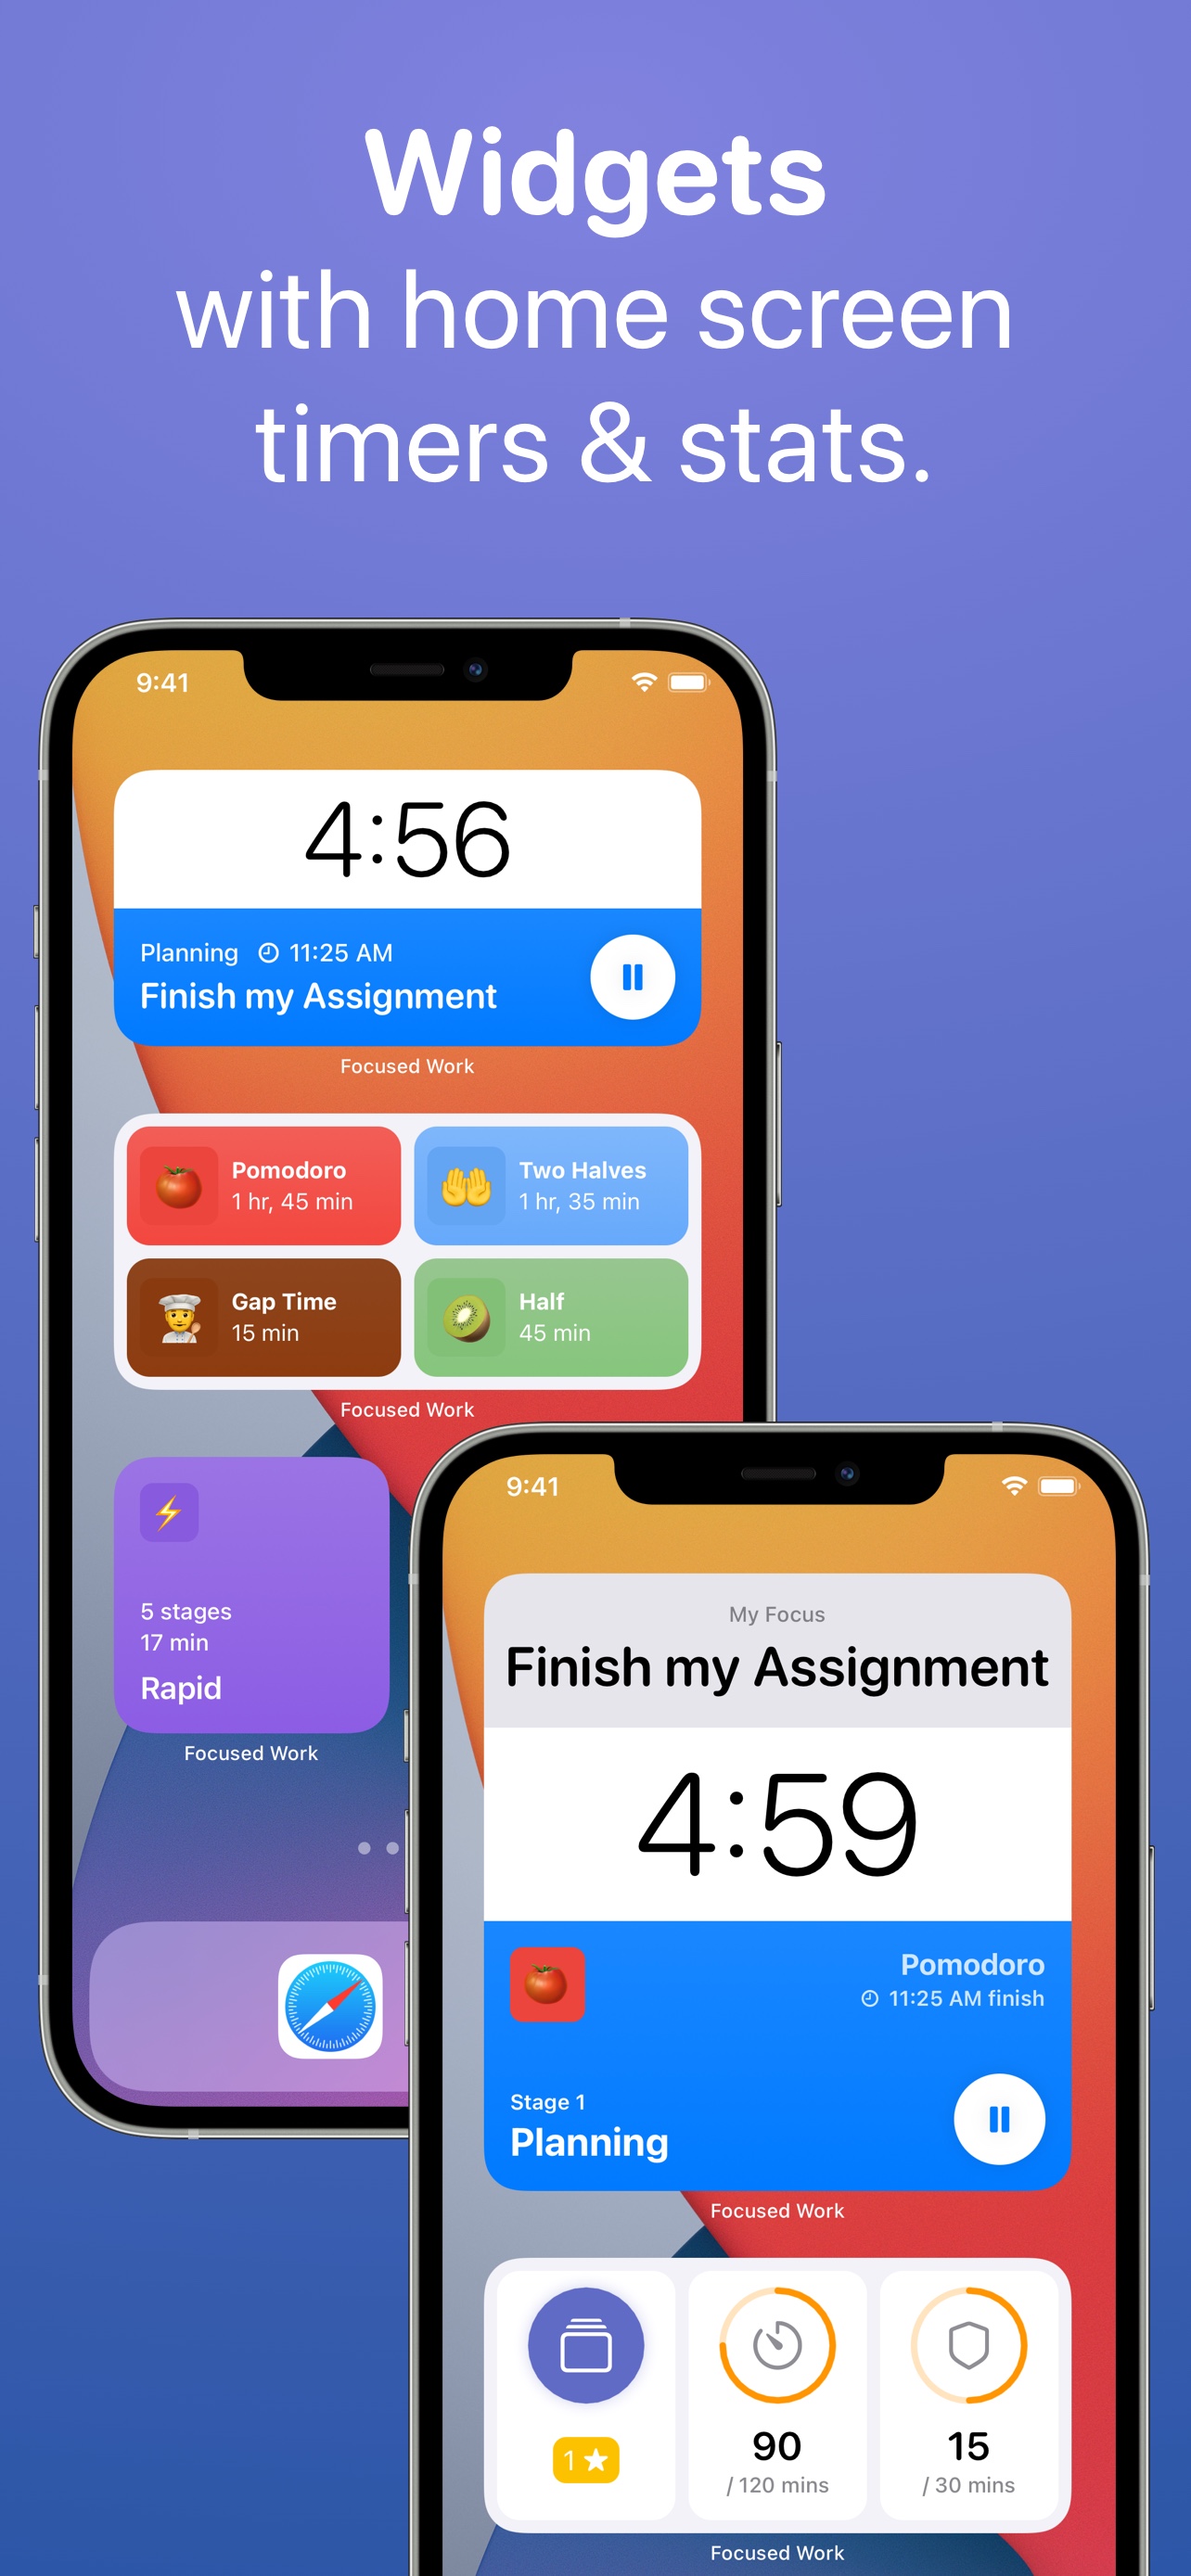 Widgets
with home screen
timers & stats.
9:41
4:56
Planning 11:25 AM
Finish my Assignment
Focused Work
Pomodoro
1 hr, 45 min
Two Halves
1 hr, 35 min
Gap Time
15 min
Half
45 min
Focused Work
5 stages
17 min
Rapid
Focused Work
9:41
My Focus
Finish my Assignment
4:59
Pomodoro
11:25 AM finish
Stage 1
Planning
Focused Work
1
90
/ 120 mins
15
/ 30 mins
Focused Work